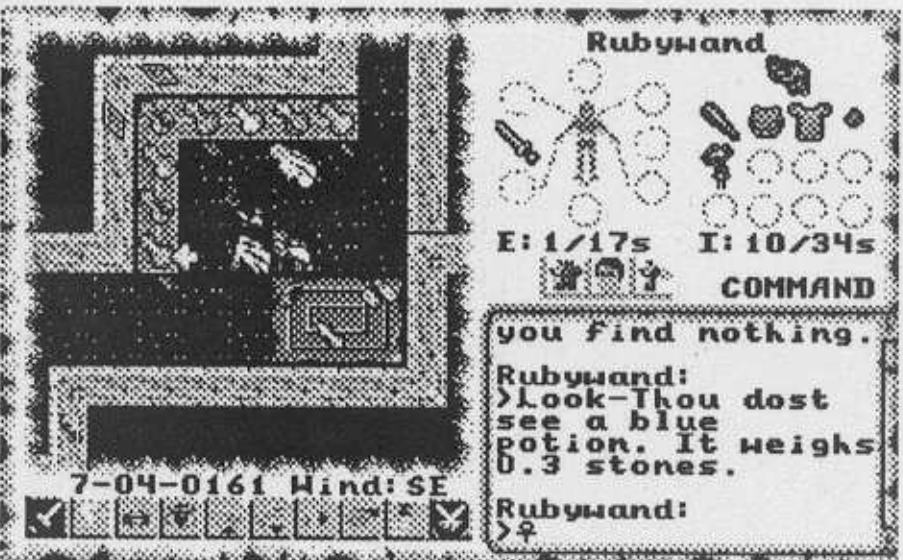 Rubywand
E: 1/17s I: 10/34s
COMMAND
you find nothing.
Rubywand:
>Look-Thou dost
see a blue
potion. It weighs
0.3 stones.
Rubywand:
>
7-04-0161 Wind: SE